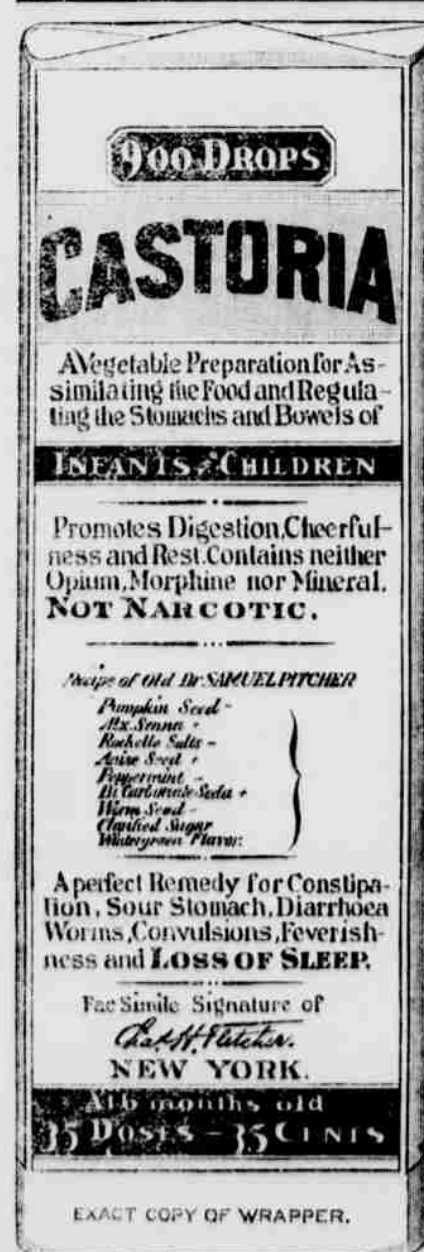 900 DROPS
CASTORIA
A Vegetable Preparation for As-
similating the Food and Regula-
ting the Stomachs and Bowels of
INFANTS CHILDREN
Promotes Digestion, Cheerful-
ness and Rest. Contains neither
Opium, Morphine nor Mineral.
NOT NARCOTIC.
Recipe of Old Dr SAMUEL PITCHER
Pumpkin Seed -
Alx. Senna +
Rochelle Salts -
Anise Seed +
Peppermint -
Bi Carbonate Soda +
Worm Seed -
Clarified Sugar
Wintergreen Flavor.
A perfect Remedy for Constipa-
tion, Sour Stomach, Diarrhoea
Worms, Convulsions, Feverish-
ness and LOSS OF SLEEP.
Fac Simile Signature of
Chas. H. Fletcher.
NEW YORK.
At 6 months old
35 DOSES - 35 CENTS
EXACT COPY OF WRAPPER.